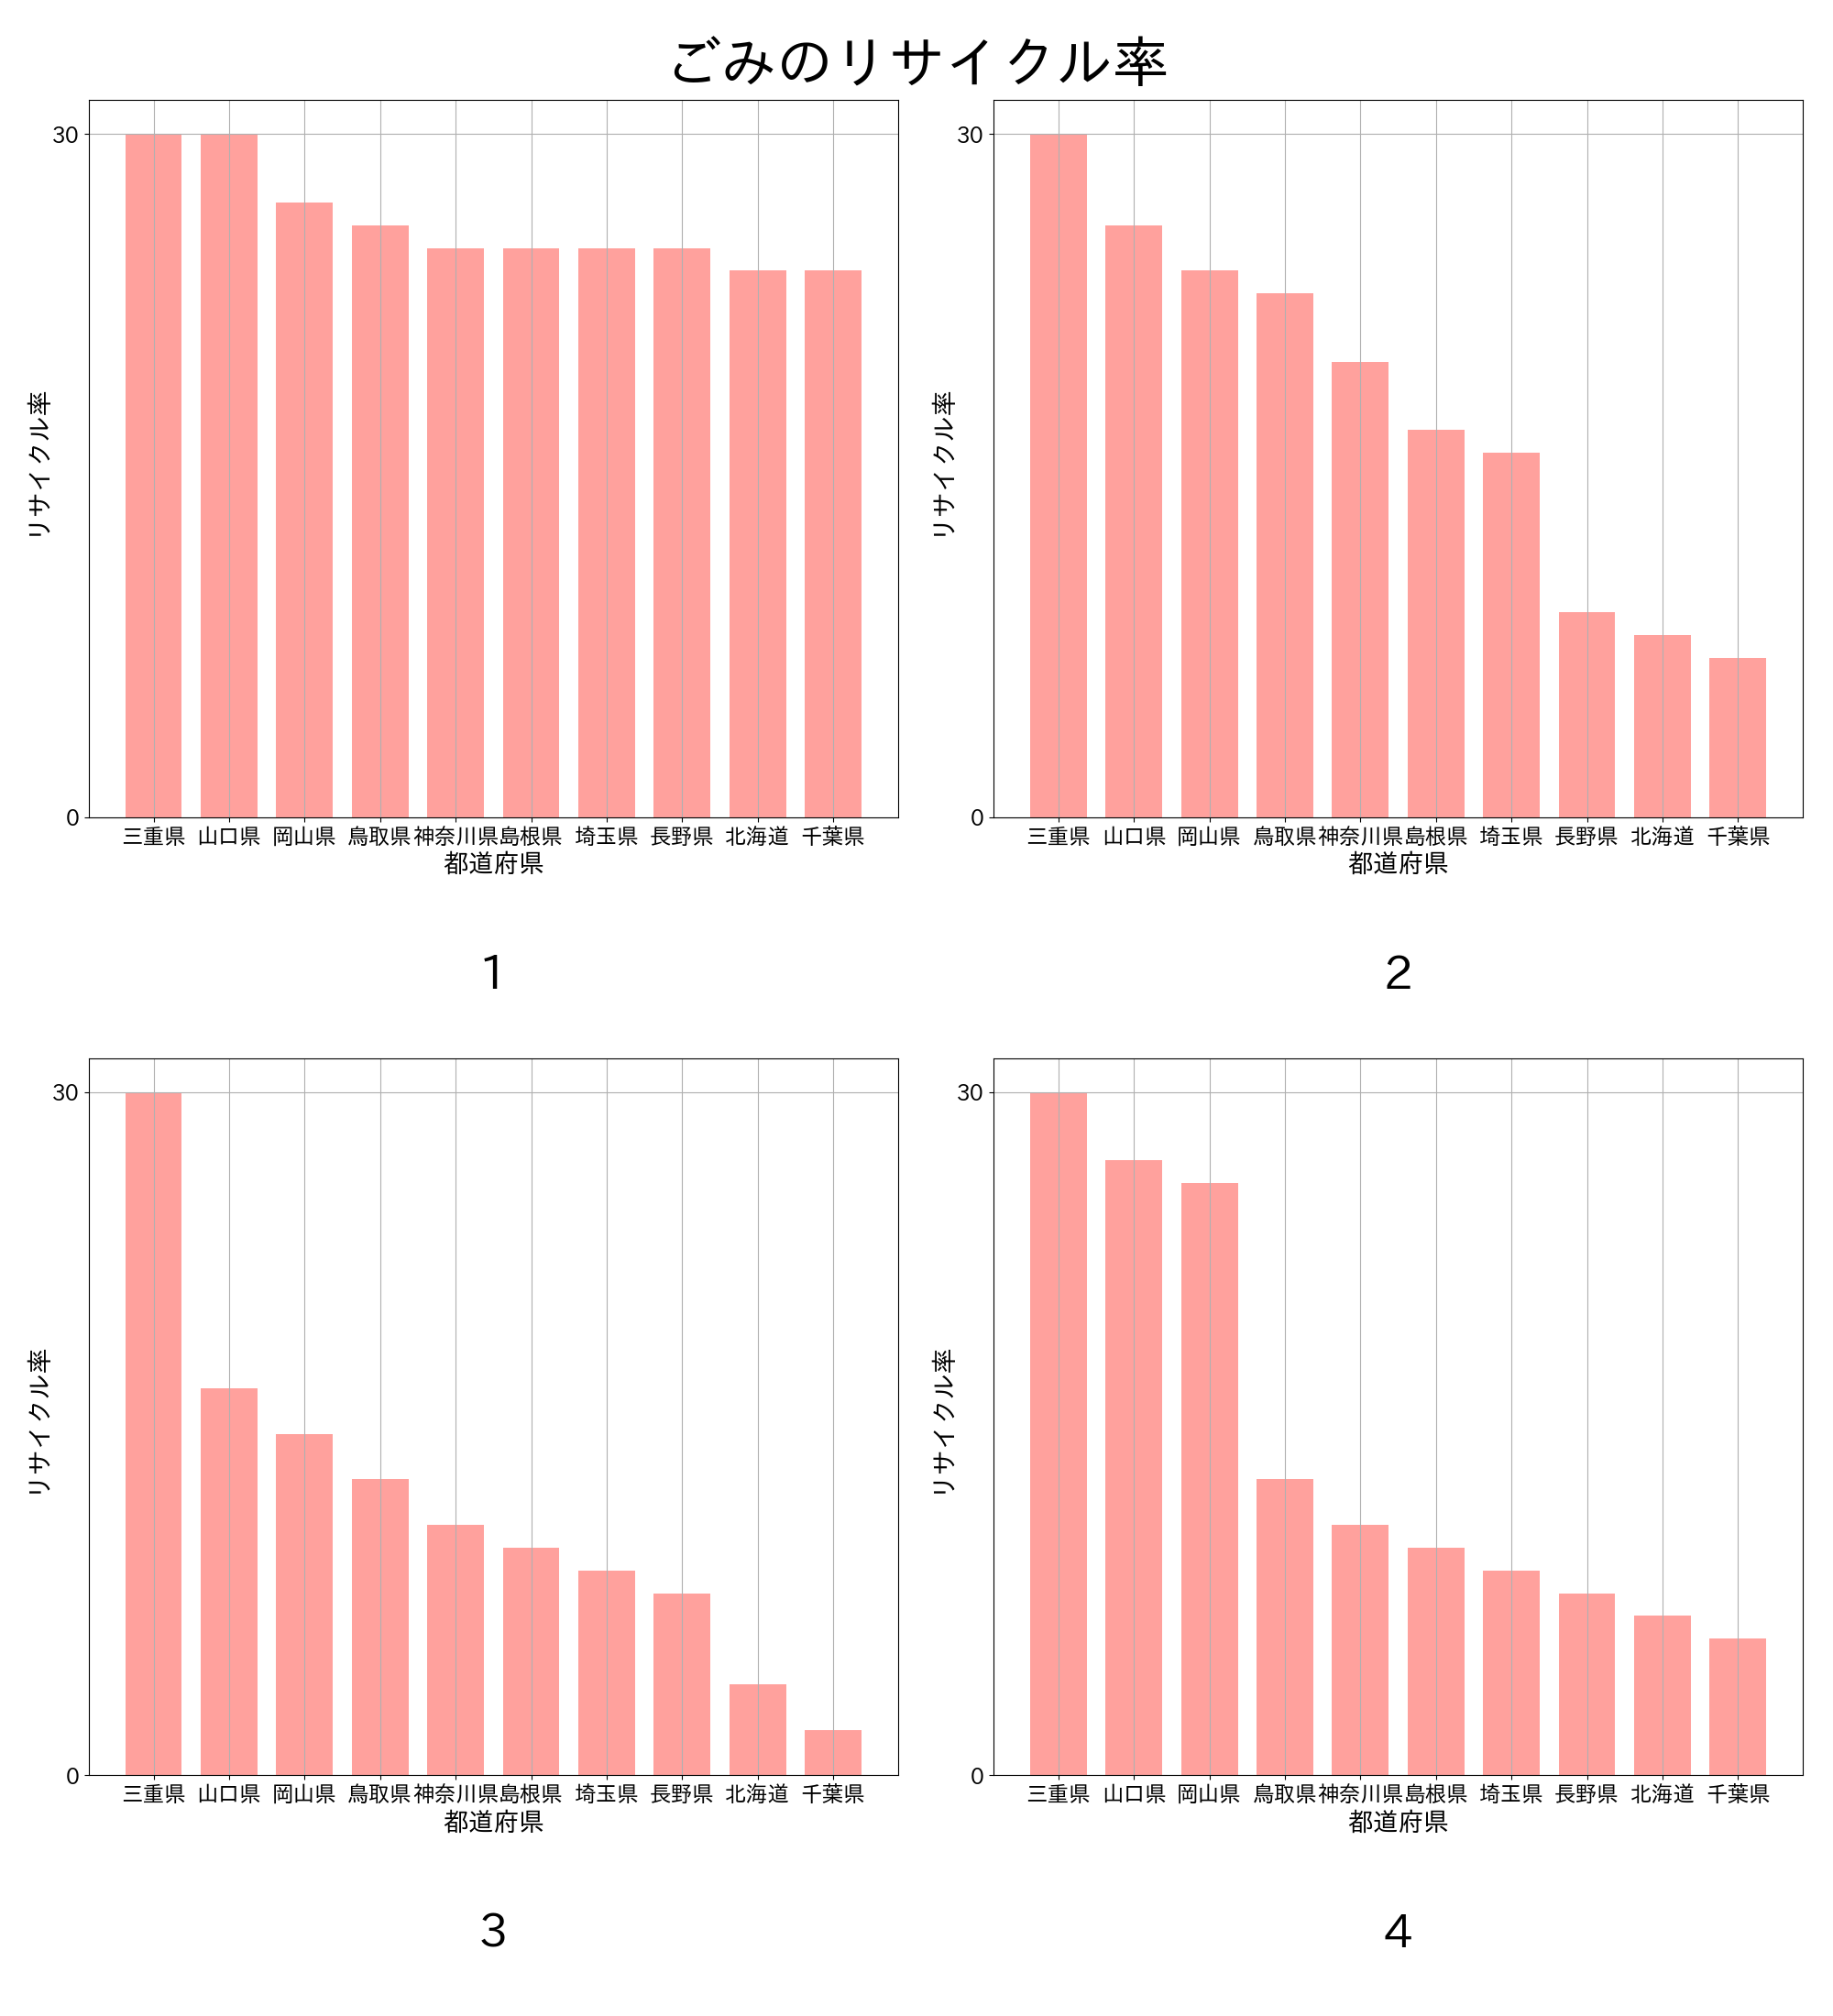 ごみのリサイクル率
30
0
リサイクル率
三重県 山口県 岡山県 鳥取県 神奈川県 島根県 埼玉県 長野県 北海道 千葉県
都道府県
1
30
0
リサイクル率
三重県 山口県 岡山県 鳥取県 神奈川県 島根県 埼玉県 長野県 北海道 千葉県
都道府県
2
30
0
リサイクル率
三重県 山口県 岡山県 鳥取県 神奈川県 島根県 埼玉県 長野県 北海道 千葉県
都道府県
3
30
0
リサイクル率
三重県 山口県 岡山県 鳥取県 神奈川県 島根県 埼玉県 長野県 北海道 千葉県
都道府県
4